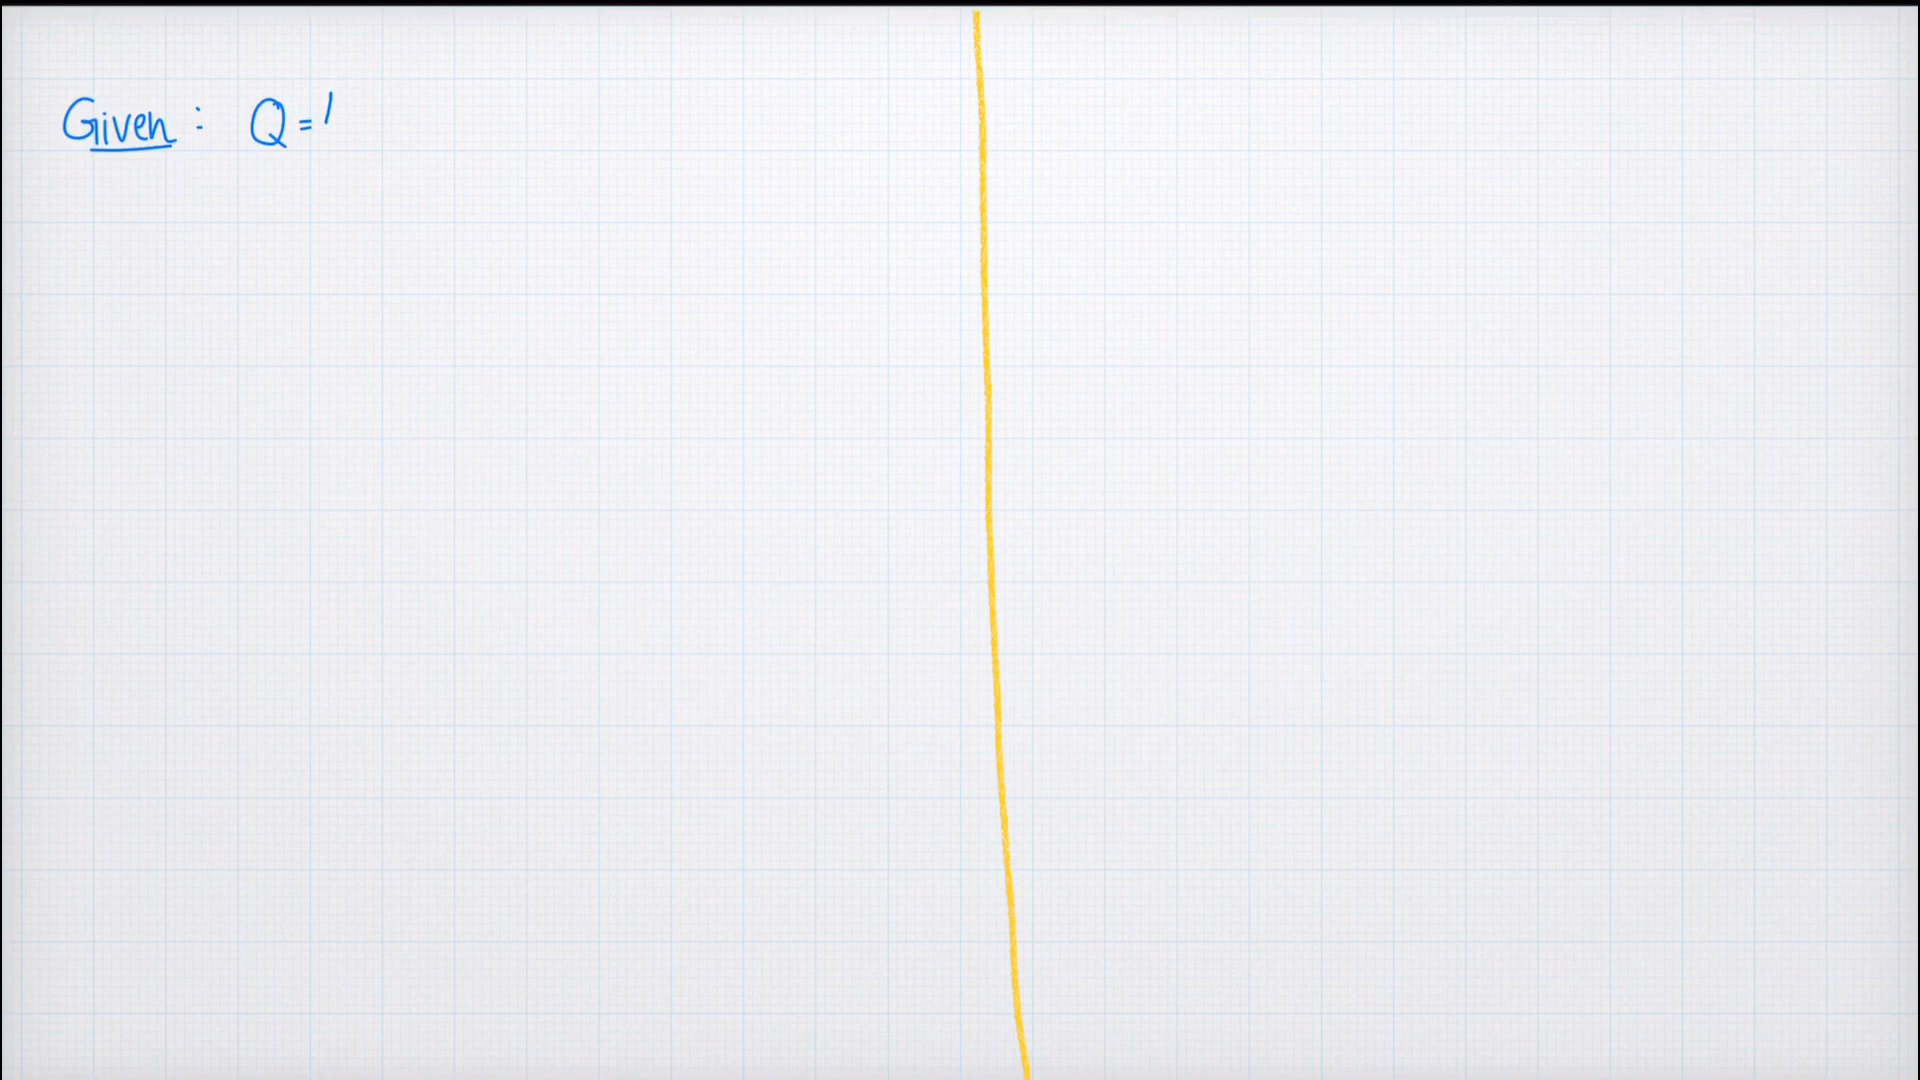 Given : Q = 1